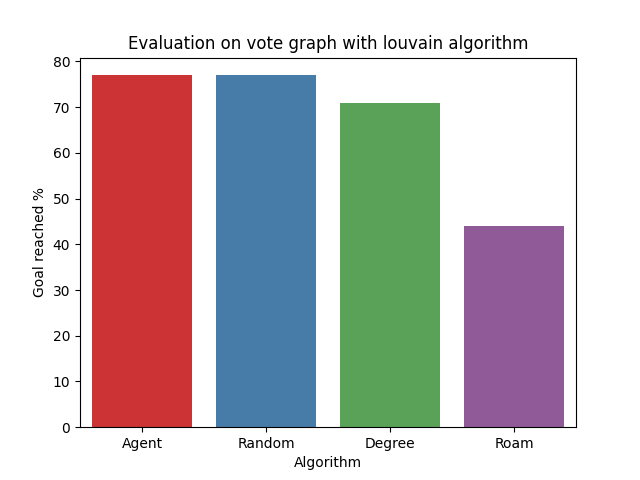 Evaluation on vote graph with louvain algorithm
80
70
60
50
40
30
20
10
0
Goal reached %
Agent Random Degree Roam
Algorithm